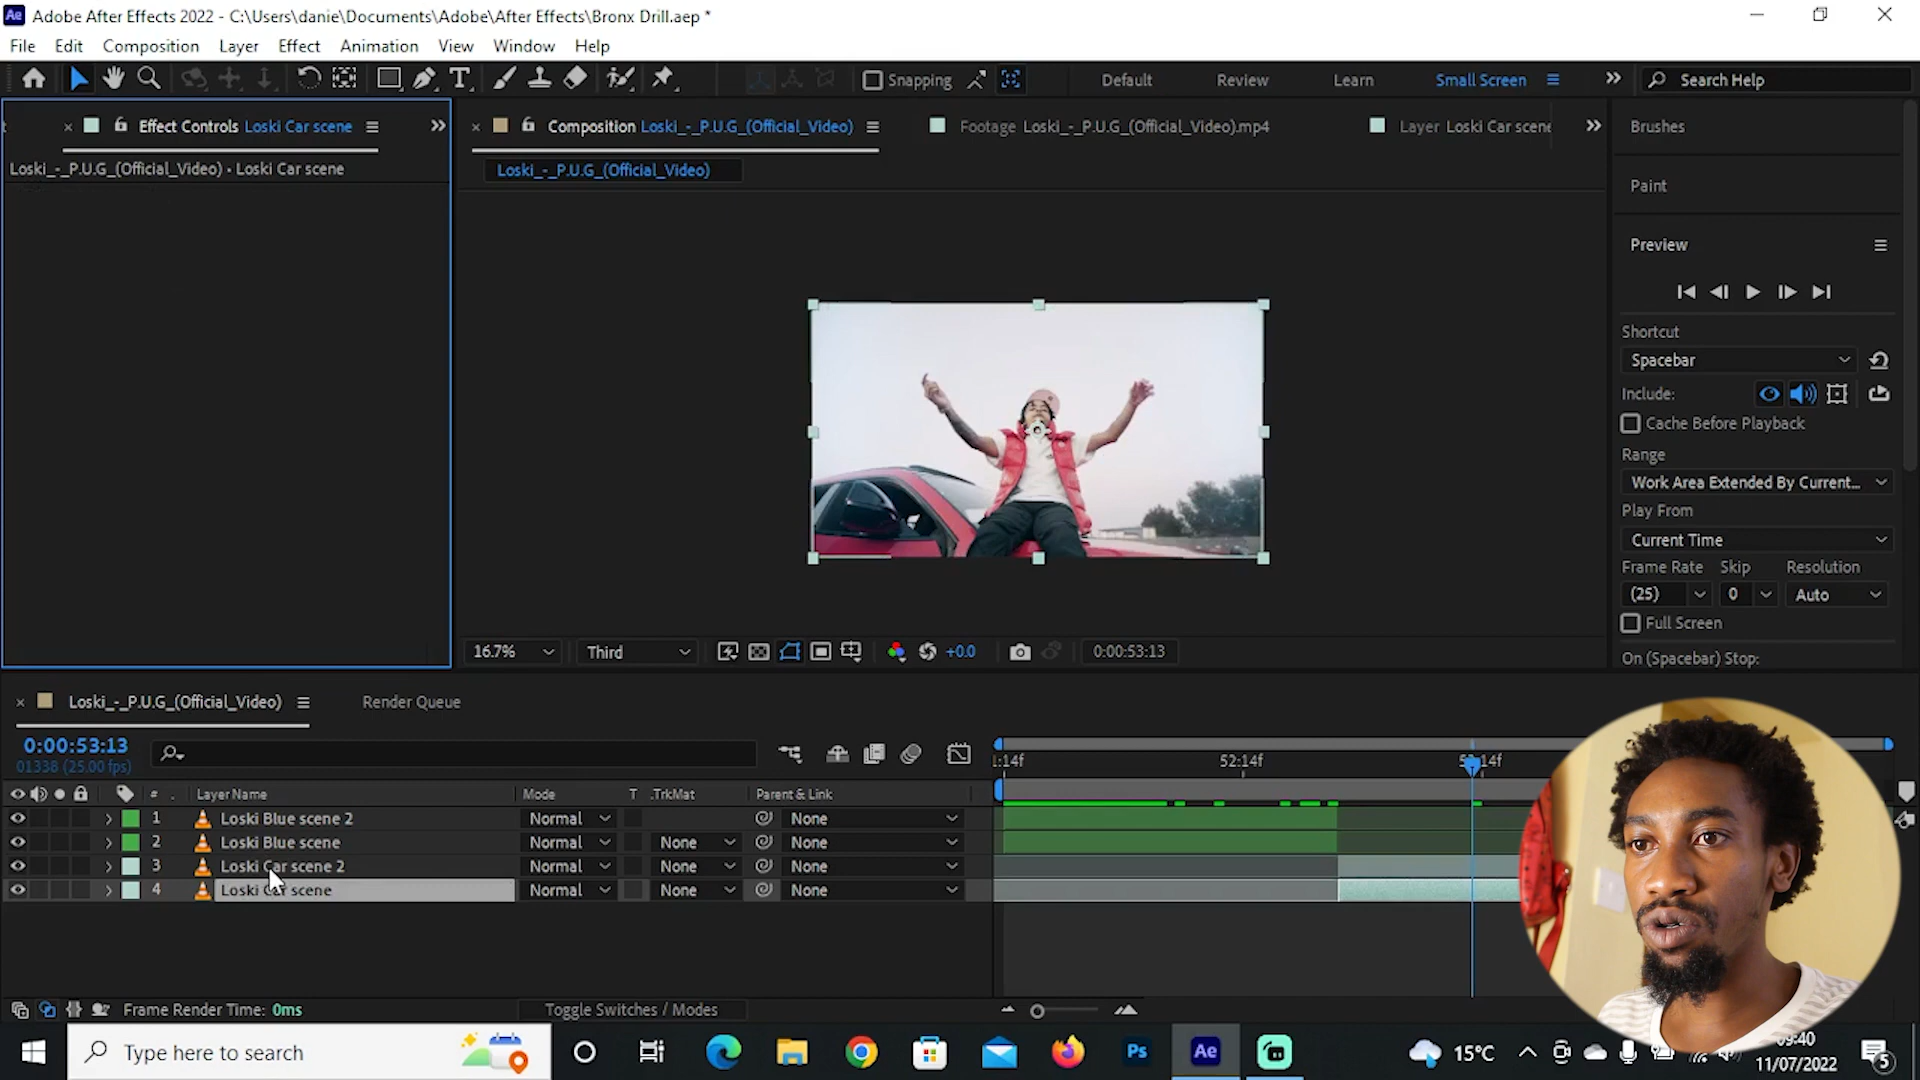 Ae Adobe After Effects 2022 - C:\Users\danie\Documents\Adobe\After Effects\Bronx Drill.aep *
File Edit Composition Layer Effect Animation View Window Help
Snapping Default Review Learn Small Screen Search Help
Effect Controls Loski Car scene
Composition Loski_-_P.U.G_(Official_Video)
Footage Loski_-_P.U.G_(Official_Video).mp4
Layer Loski Car scene
Loski_-_P.U.G_(Official_Video) • Loski Car scene
Loski_-_P.U.G_(Official_Video)
Brushes
Paint
Preview
Shortcut
Spacebar
Include:
Cache Before Playback
Range
Work Area Extended By Current...
Play From
Current Time
Frame Rate Skip Resolution
(25) 0 Auto
Full Screen
On (Spacebar) Stop:
16.7% Third +0.0 0:00:53:13
Loski_-_P.U.G_(Official_Video) Render Queue
0:00:53:13
01338 (25.00 fps)
:14f 52:14f 14f
# Layer Name Mode T .TrkMat Parent & Link
1 Loski Blue scene 2 Normal None
2 Loski Blue scene Normal None None
3 Loski Car scene 2 Normal None None
4 Loski Car scene Normal None None
Frame Render Time: 0ms Toggle Switches / Modes
Type here to search Ps Ae 15°C 09:40
11/07/2022 5